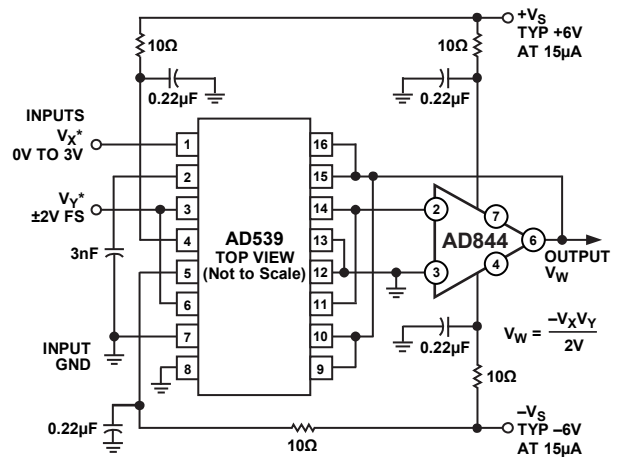 +VS
TYP +6V
AT 15µA
10Ω
10Ω
0.22µF
0.22µF
INPUTS
VX*
0V TO 3V
VY*
±2V FS
3nF
INPUT
GND
1
2
3
4
5
6
7
8
AD539
TOP VIEW
(Not to Scale)
16
15
14
13
12
11
10
9
2
3
7
4
6
AD844
OUTPUT
VW
0.22µF
VW = –VXVY
2V
10Ω
0.22µF
10Ω
–VS
TYP –6V
AT 15µA